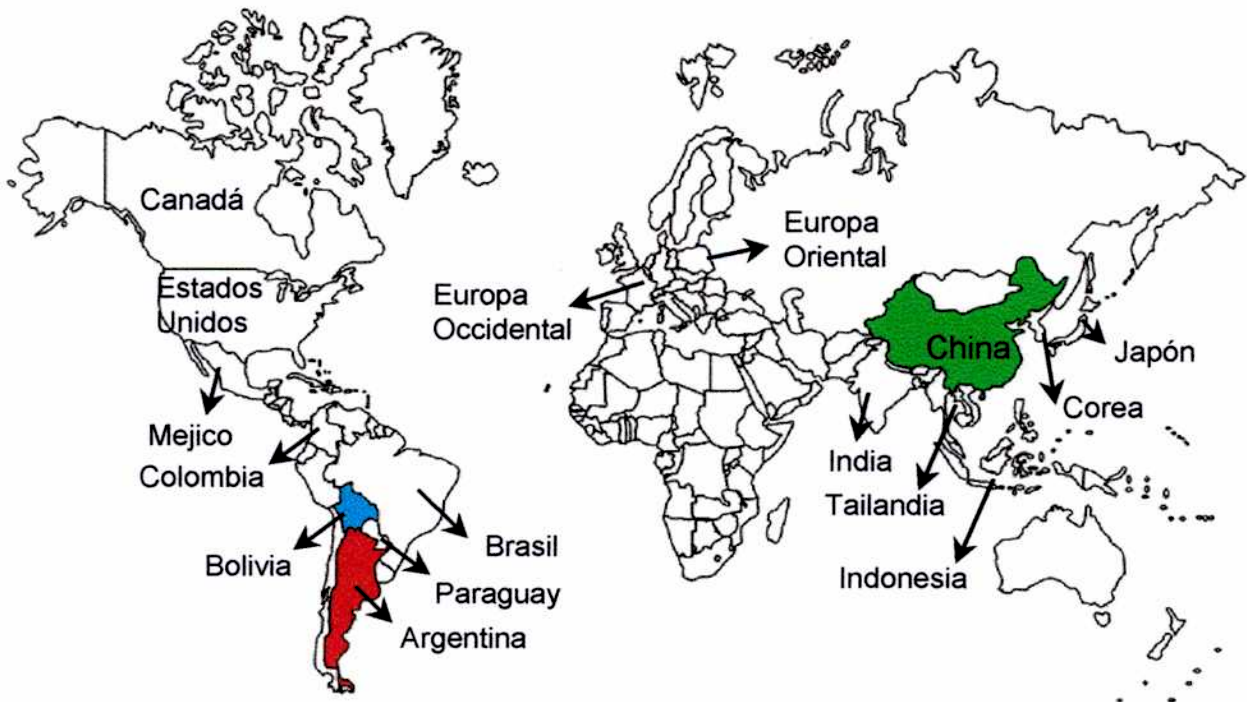 Canadá
Estados
Unidos
Mejico
Colombia
Bolivia
Brasil
Paraguay
Argentina
Europa
Occidental
Europa
Oriental
China
Japón
Corea
India
Tailandia
Indonesia